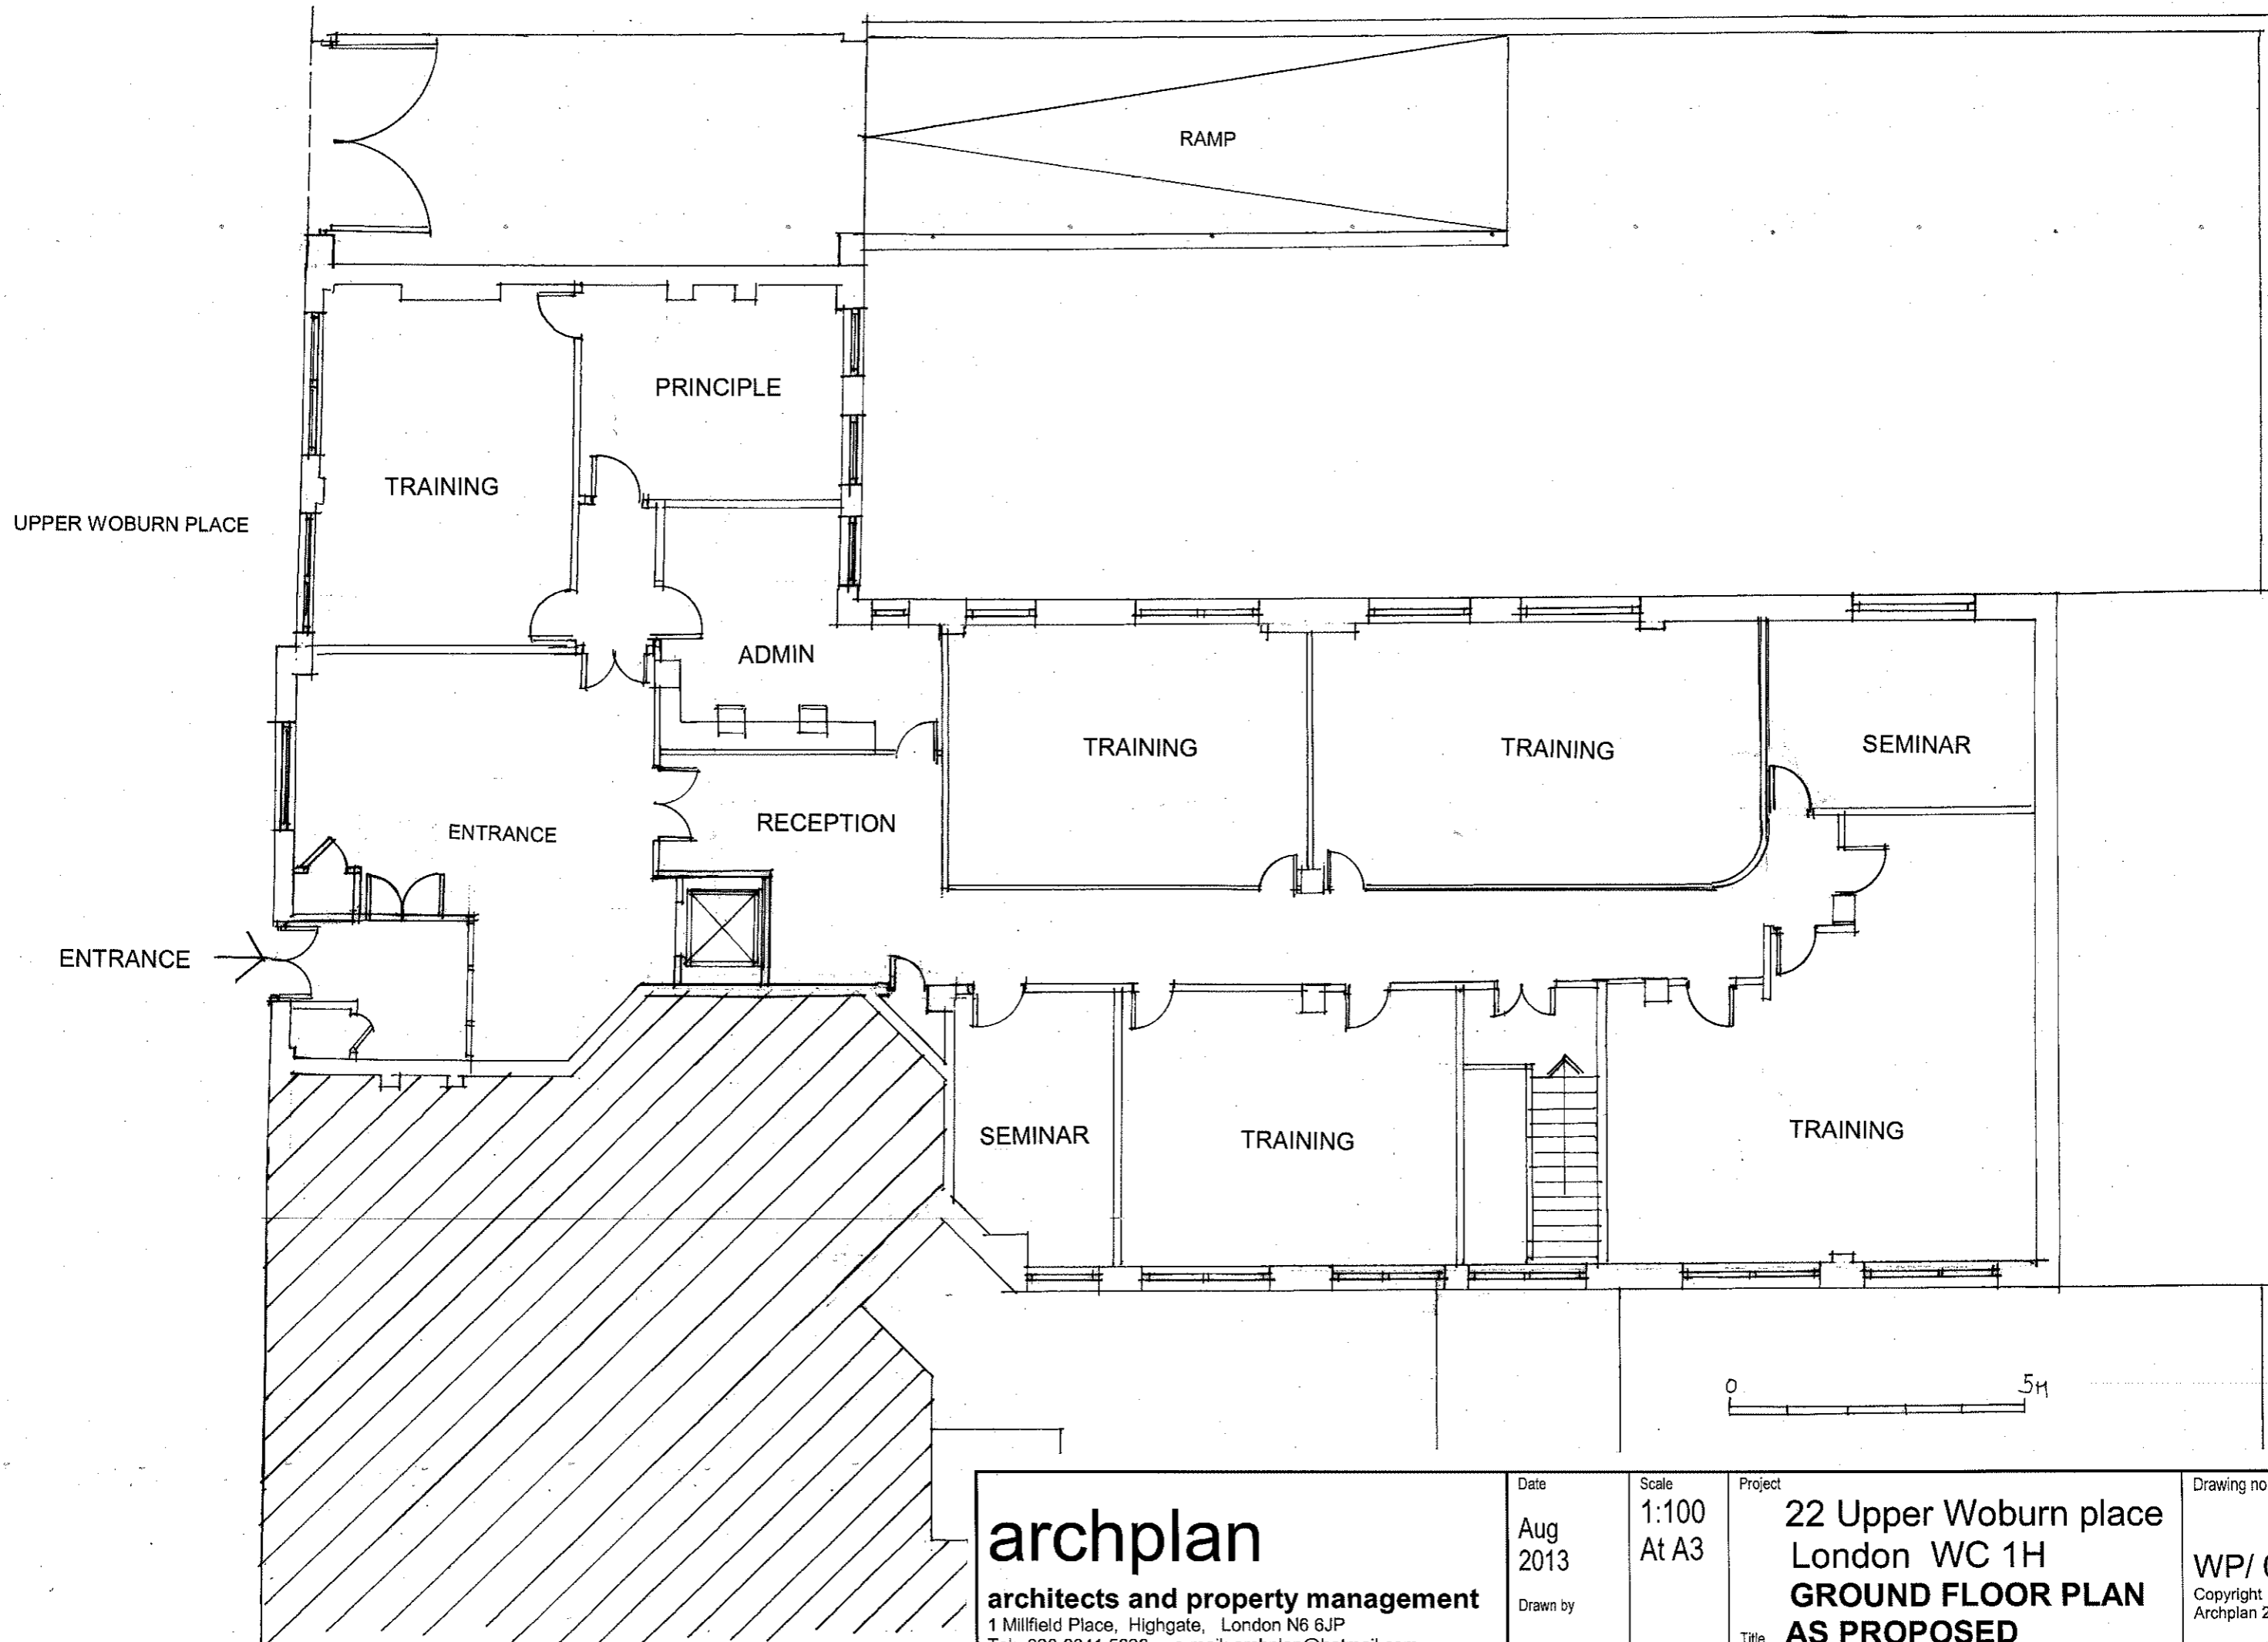 RAMP
PRINCIPLE
TRAINING
UPPER WOBURN PLACE
ADMIN
TRAINING
TRAINING
SEMINAR
RECEPTION
ENTRANCE
ENTRANCE
SEMINAR
TRAINING
TRAINING
0 5M
archplan
architects and property management
1 Millfield Place, Highgate, London N6 6JP
Date
Aug
2013
Drawn by
Scale
1:100
At A3
Project
22 Upper Woburn place
London WC 1H
GROUND FLOOR PLAN
Title AS PROPOSED
Drawing no
WP/
Copyright
Archplan 2